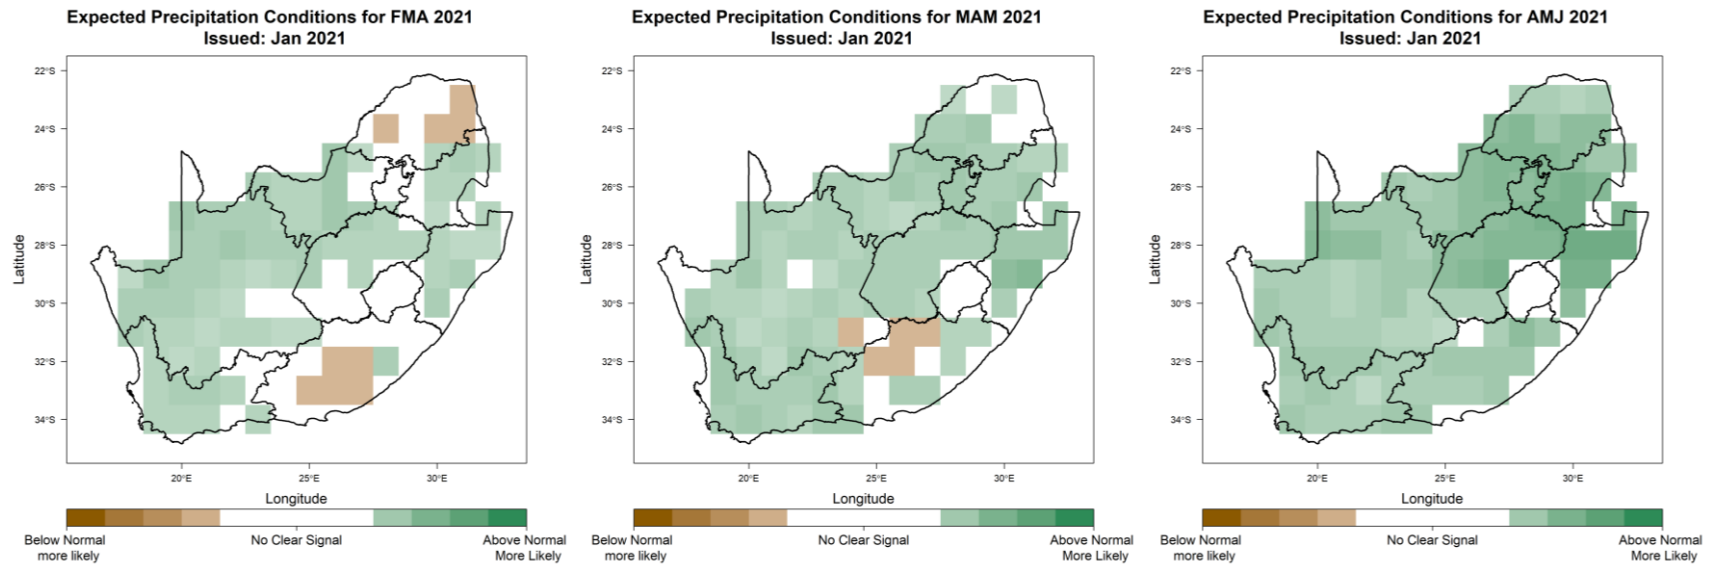 Expected Precipitation Conditions for FMA 2021
Issued: Jan 2021
22°S
24°S
26°S
28°S
30°S
32°S
34°S
Latitude
20°E
25°E
30°E
Longitude
Below Normal
more likely
No Clear Signal
Above Normal
More Likely
Expected Precipitation Conditions for MAM 2021
Issued: Jan 2021
22°S
24°S
26°S
28°S
30°S
32°S
34°S
Latitude
20°E
25°E
30°E
Longitude
Below Normal
more likely
No Clear Signal
Above Normal
More Likely
Expected Precipitation Conditions for AMJ 2021
Issued: Jan 2021
22°S
24°S
26°S
28°S
30°S
32°S
34°S
Latitude
20°E
25°E
30°E
Longitude
Below Normal
more likely
No Clear Signal
Above Normal
More Likely